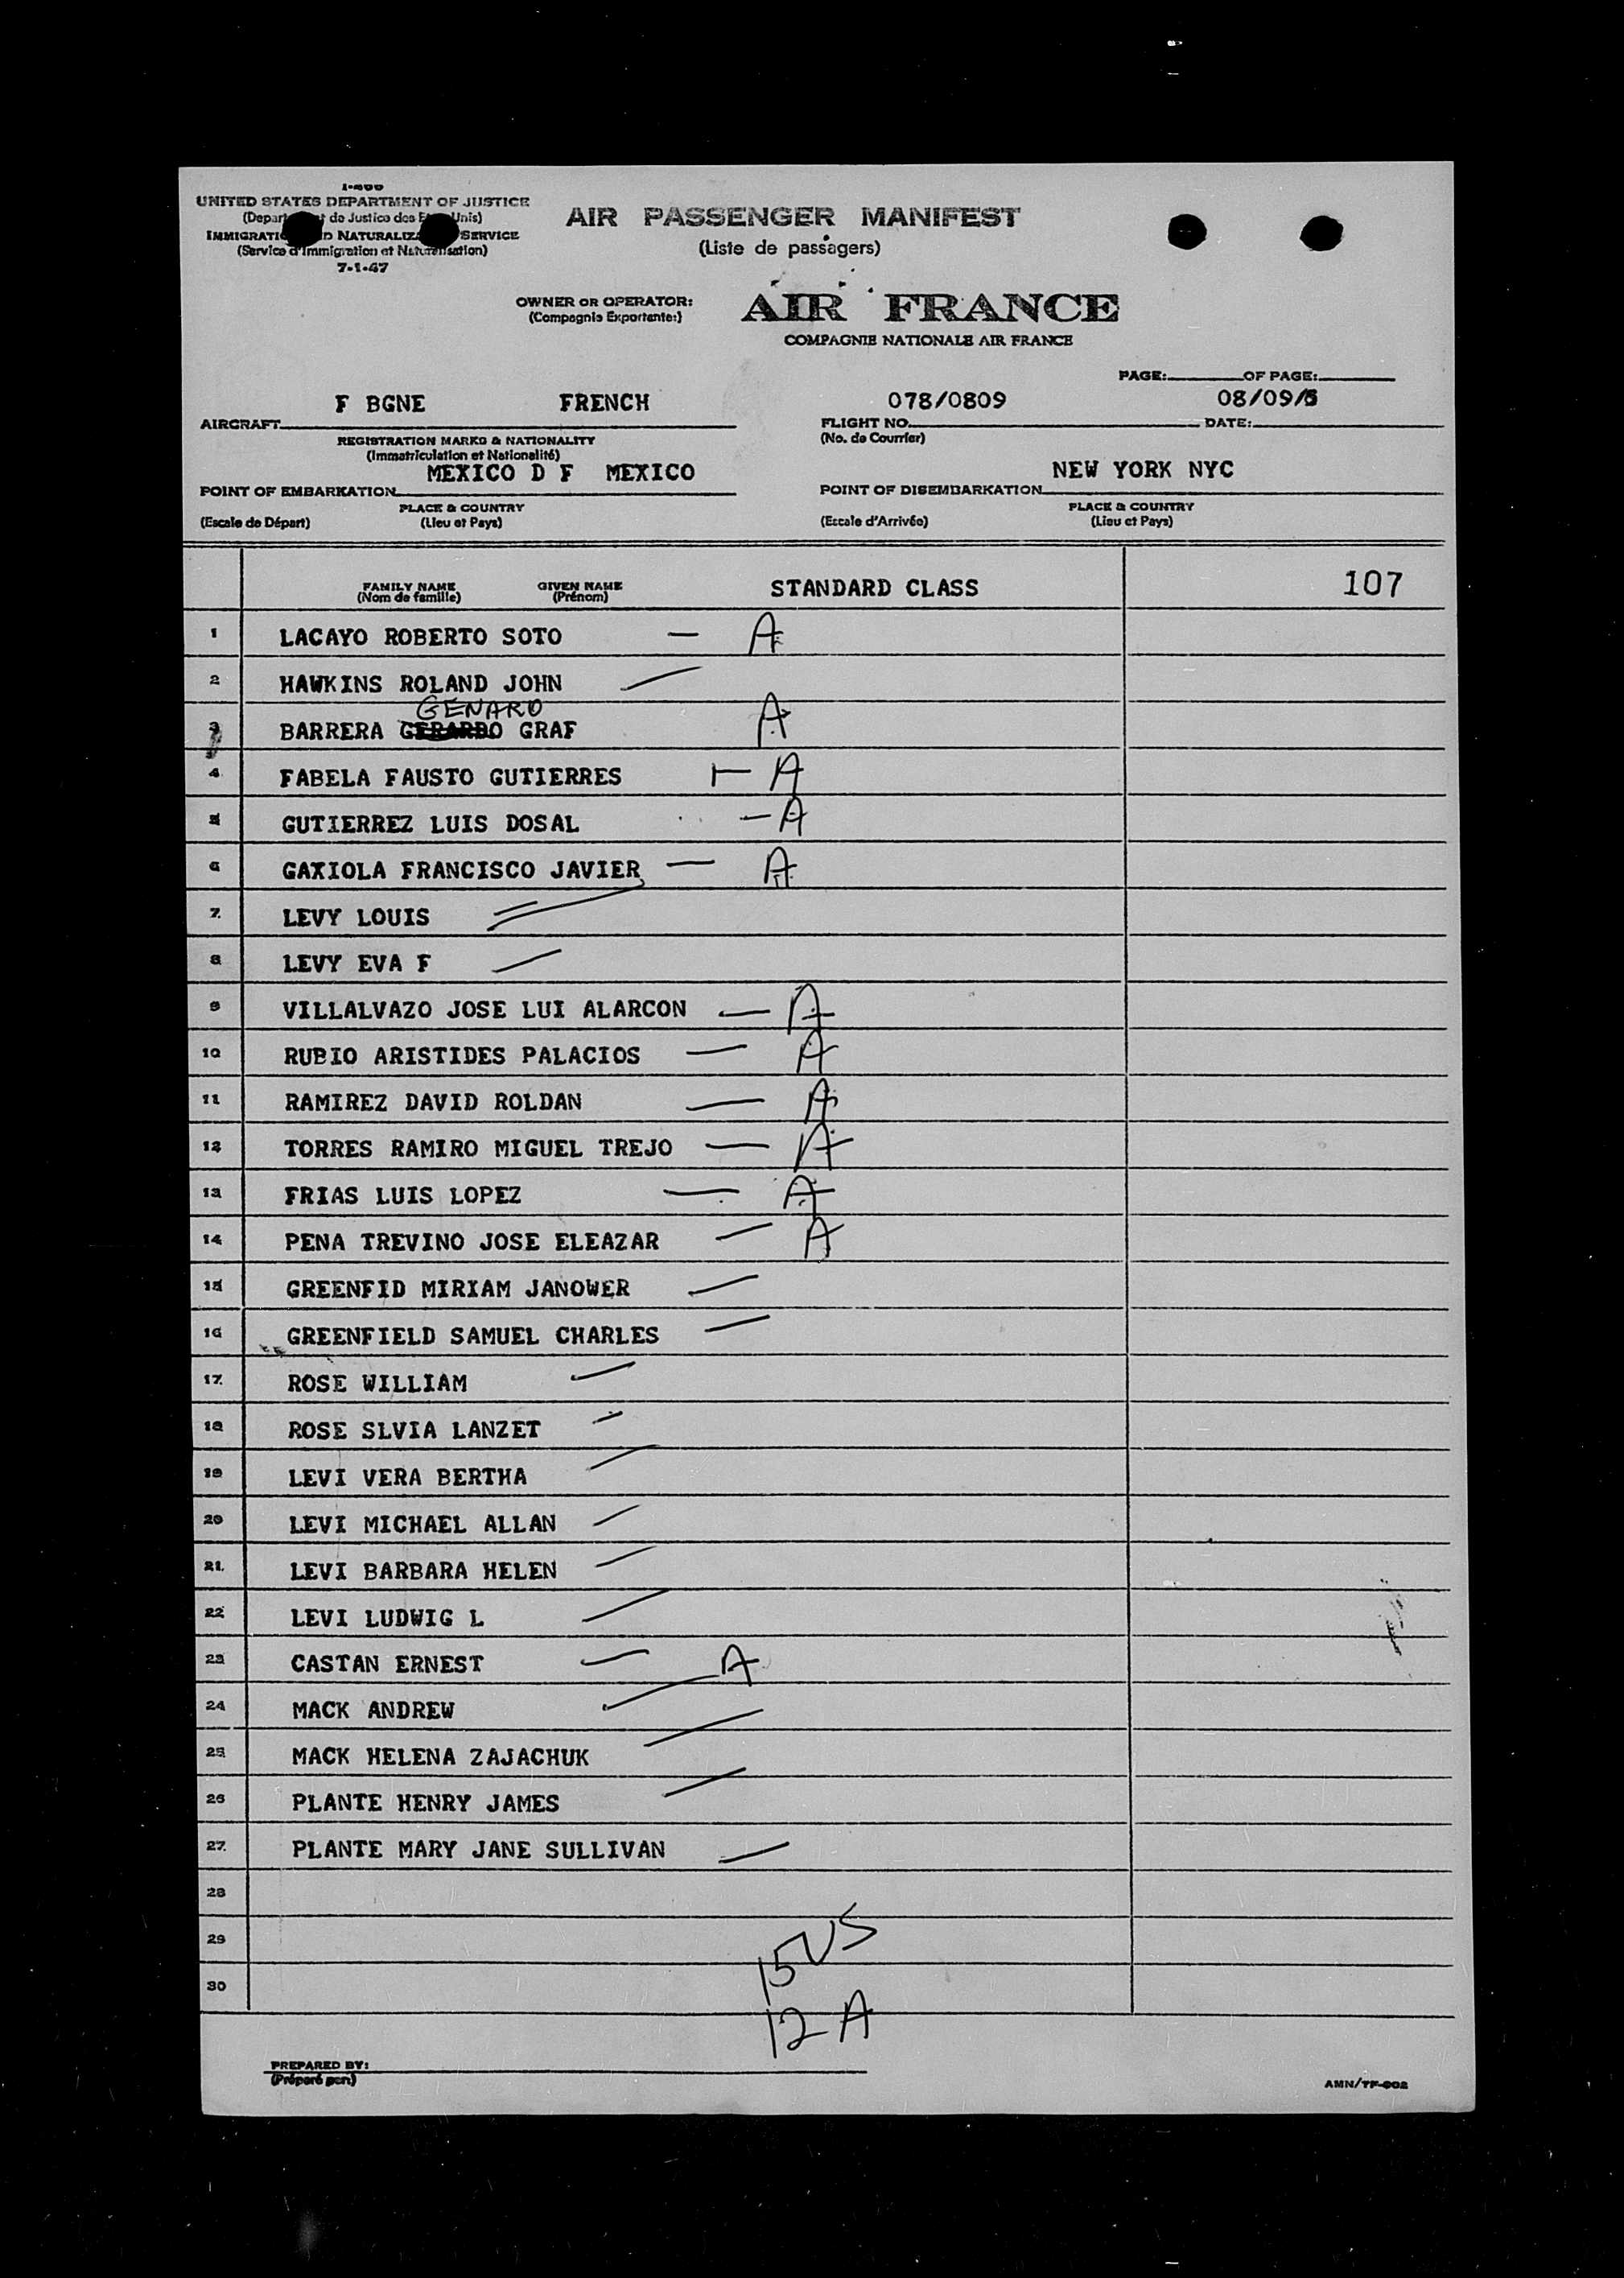 I-466
UNITED STATES DEPARTMENT OF JUSTICE
de Justice des Unis)
SERVICE
(Service d'Immigration et Naturalisation)
7-1-47
AIR PASSENGER MANIFEST
(Liste de passagers)
OWNER OR OPERATOR:
(Compagnie Exportante:)
AIR FRANCE
COMPAGNIE NATIONALE AIR FRANCE
PAGE: OF PAGE:
F BGNE FRENCH 078/0809 08/09/5
AIRCRAFT FLIGHT NO. DATE:
REGISTRATION MARKS & NATIONALITY (No. de Courrier)
(Immatriculation et Nationalité)
MEXICO D F MEXICO NEW YORK NYC
POINT OF EMBARKATION POINT OF DISEMBARKATION
PLACE & COUNTRY PLACE & COUNTRY
(Escale de Départ) (Lieu et Pays) (Escale d'Arrivée) (Lieu et Pays)
FAMILY NAME GIVEN NAME STANDARD CLASS 107
(Nom de famille) (Prénom)
1 LACAYO ROBERTO SOTO — A
2 HAWKINS ROLAND JOHN
GENARO
3 BARRERA GERARDO GRAF A
4 FABELA FAUSTO GUTIERRES — A
5 GUTIERREZ LUIS DOSAL — A
6 GAXIOLA FRANCISCO JAVIER — A
7 LEVY LOUIS
8 LEVY EVA F
9 VILLALVAZO JOSE LUI ALARCON — A
10 RUBIO ARISTIDES PALACIOS — A
11 RAMIREZ DAVID ROLDAN — A
12 TORRES RAMIRO MIGUEL TREJO — A
13 FRIAS LUIS LOPEZ — A
14 PENA TREVINO JOSE ELEAZAR — A
15 GREENFID MIRIAM JANOWER
16 GREENFIELD SAMUEL CHARLES
17 ROSE WILLIAM
18 ROSE SLVIA LANZET
19 LEVI VERA BERTHA
20 LEVI MICHAEL ALLAN
21 LEVI BARBARA HELEN
22 LEVI LUDWIG L
23 CASTAN ERNEST — A
24 MACK ANDREW
25 MACK HELENA ZAJACHUK
26 PLANTE HENRY JAMES
27 PLANTE MARY JANE SULLIVAN
28
29
15 US
30
12 A
PREPARED BY:
(Préparé par:)
AMN/TF-002